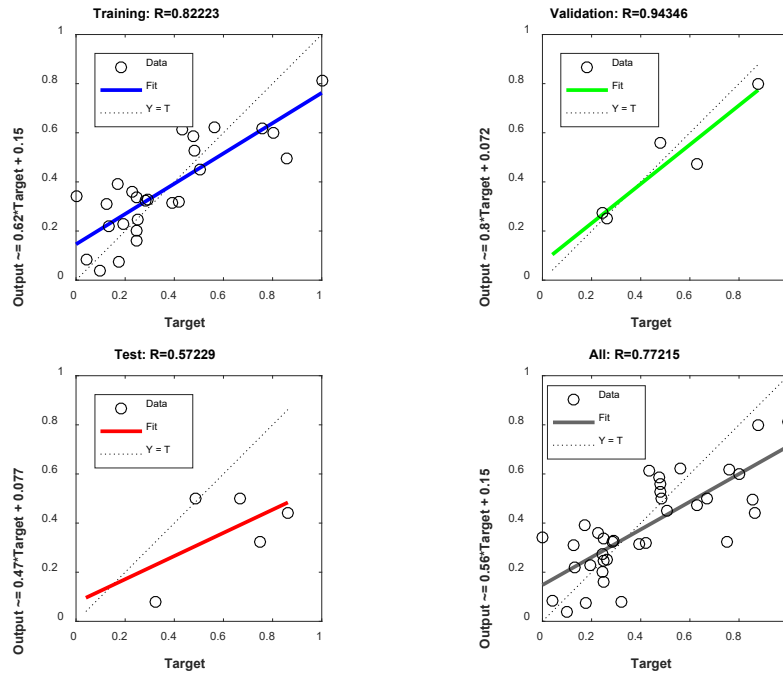 Training: R=0.82223
Output ~= 0.62*Target + 0.15
1
0.8
0.6
0.4
0.2
0
Data
Fit
Y = T
0 0.2 0.4 0.6 0.8 1
Target
Validation: R=0.94346
Output ~= 0.8*Target + 0.072
1
0.8
0.6
0.4
0.2
0
Data
Fit
Y = T
0 0.2 0.4 0.6 0.8
Target
Test: R=0.57229
Output ~= 0.47*Target + 0.077
1
0.8
0.6
0.4
0.2
0
Data
Fit
Y = T
0 0.2 0.4 0.6 0.8 1
Target
All: R=0.77215
Output ~= 0.56*Target + 0.15
1
0.8
0.6
0.4
0.2
0
Data
Fit
Y = T
0 0.2 0.4 0.6 0.8
Target